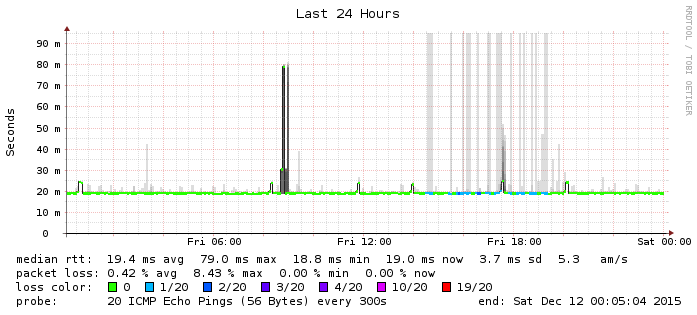 Last 24 Hours
RRDTOOL / TOBI OETIKER
Seconds
90 m
80 m
70 m
60 m
50 m
40 m
30 m
20 m
10 m
0
Fri 06:00 Fri 12:00 Fri 18:00 Sat 00:00
median rtt: 19.4 ms avg 79.0 ms max 18.8 ms min 19.0 ms now 3.7 ms sd 5.3 am/s
packet loss: 0.42 % avg 8.43 % max 0.00 % min 0.00 % now
loss color: 0 1/20 2/20 3/20 4/20 10/20 19/20
probe: 20 ICMP Echo Pings (56 Bytes) every 300s end: Sat Dec 12 00:05:04 2015